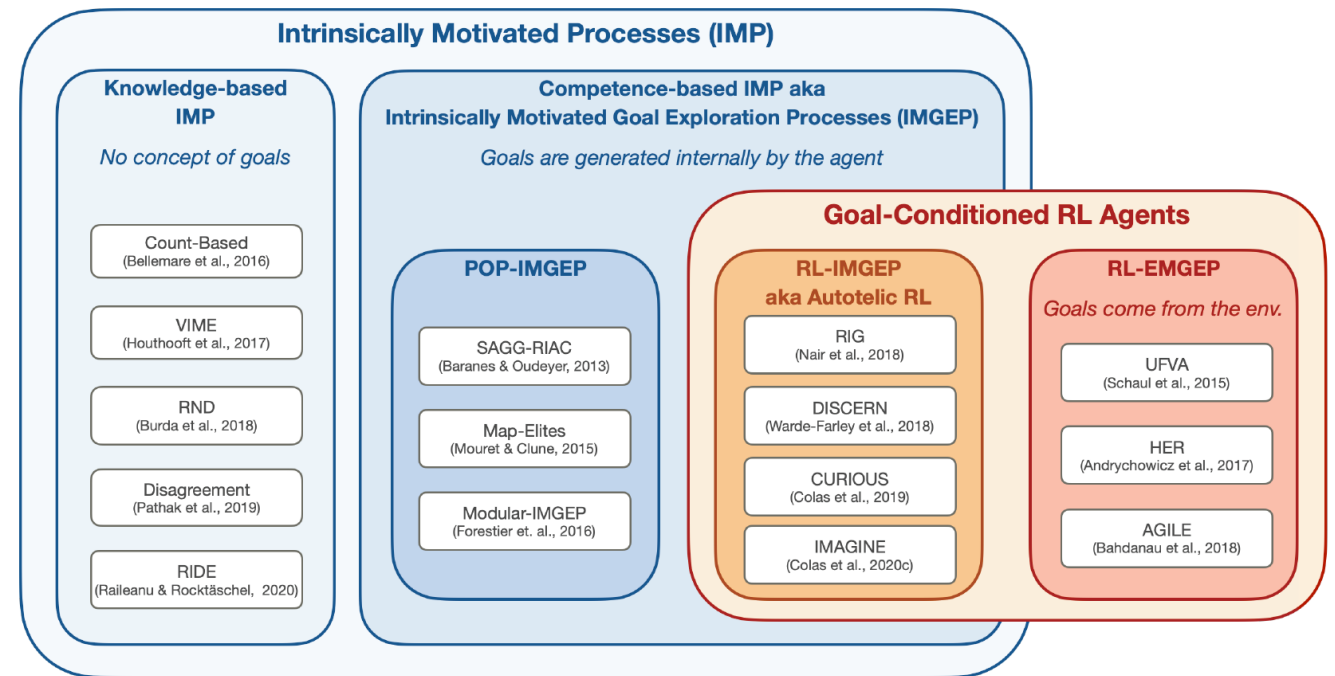 Intrinsically Motivated Processes (IMP)
Knowledge-based
IMP
No concept of goals
Count-Based
(Bellemare et al., 2016)
VIME
(Houthooft et al., 2017)
RND
(Burda et al., 2018)
Disagreement
(Pathak et al., 2019)
RIDE
(Raileanu & Rocktäschel, 2020)
Competence-based IMP aka
Intrinsically Motivated Goal Exploration Processes (IMGEP)
Goals are generated internally by the agent
POP-IMGEP
SAGG-RIAC
(Baranes & Oudeyer, 2013)
Map-Elites
(Mouret & Clune, 2015)
Modular-IMGEP
(Forestier et. al., 2016)
Goal-Conditioned RL Agents
RL-IMGEP
aka Autotelic RL
RIG
(Nair et al., 2018)
DISCERN
(Warde-Farley et al., 2018)
CURIOUS
(Colas et al., 2019)
IMAGINE
(Colas et al., 2020c)
RL-EMGEP
Goals come from the env.
UFVA
(Schaul et al., 2015)
HER
(Andrychowicz et al., 2017)
AGILE
(Bahdanau et al., 2018)